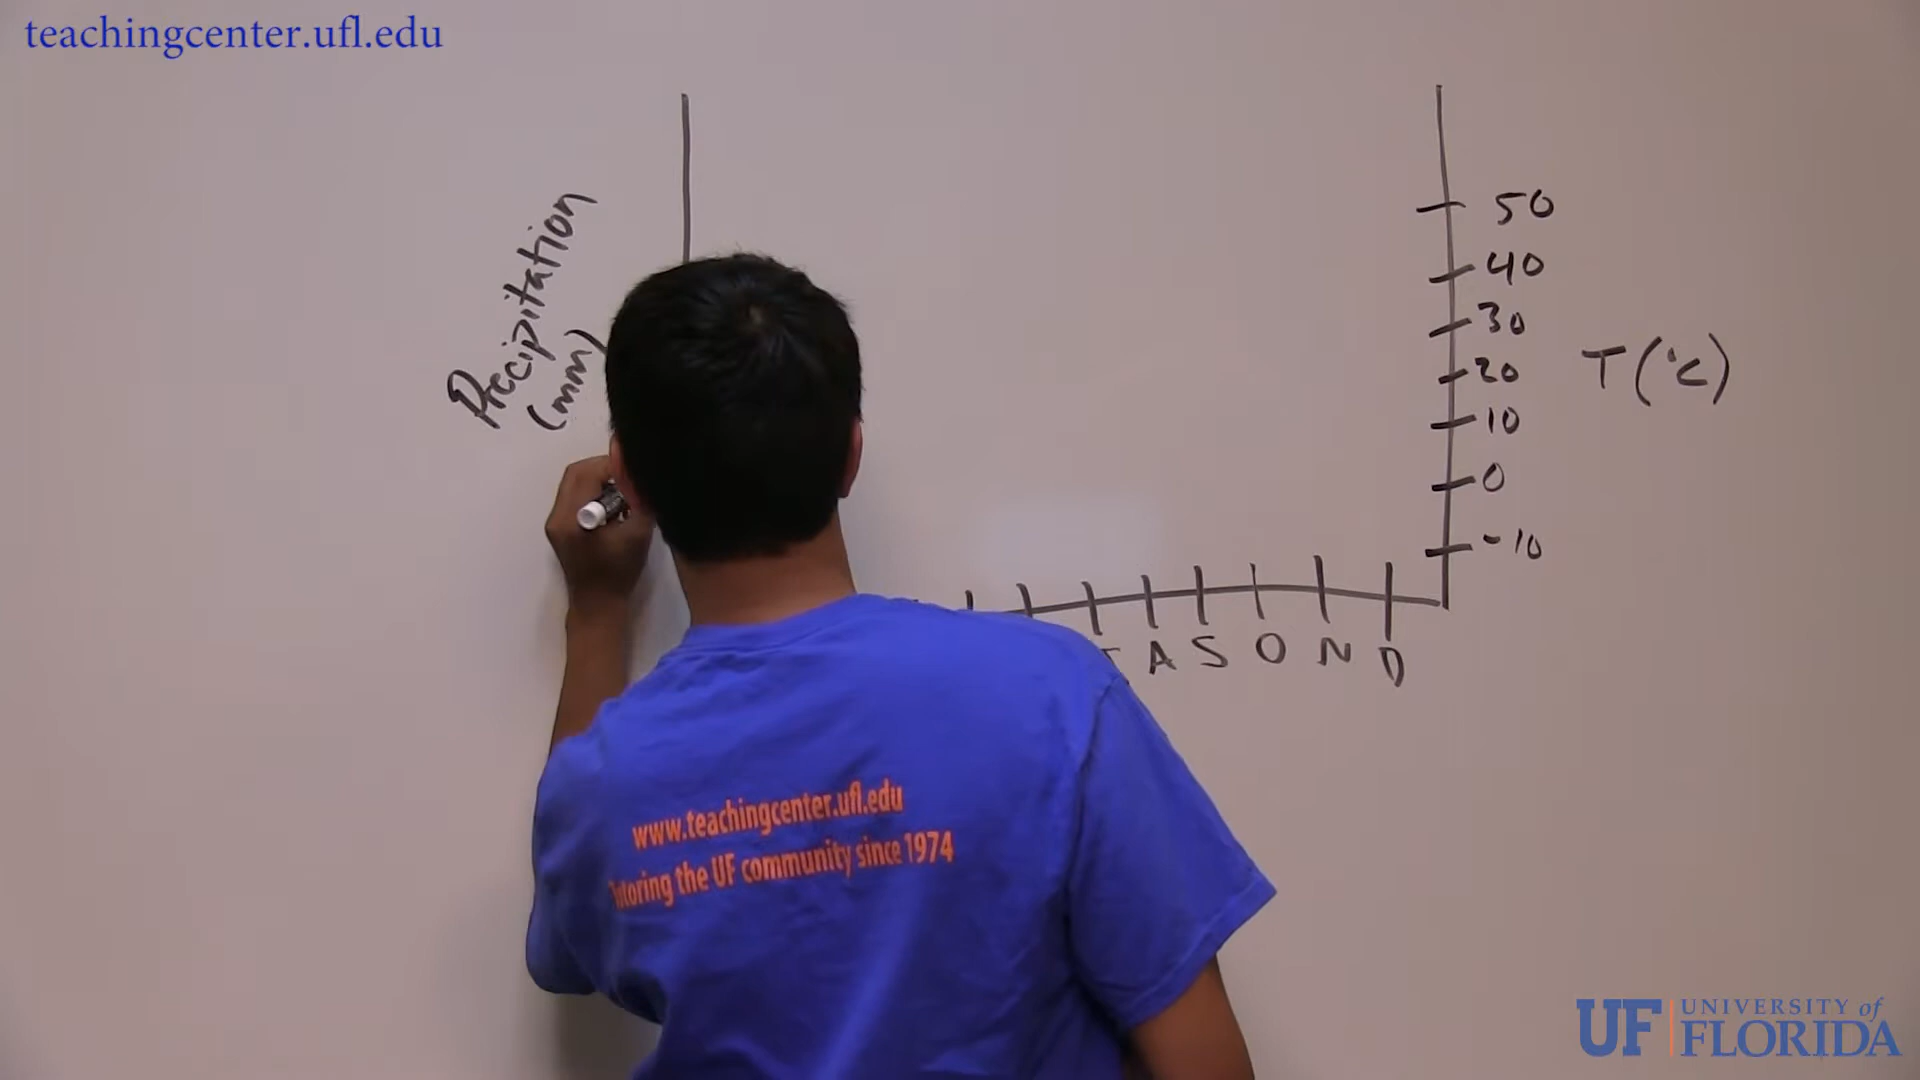 teachingcenter.ufl.edu
Precipitation
(mm)
50
40
30
20
10
0
-10
T (°C)
A S O N D
www.teachingcenter.ufl.edu
Tutoring the UF community since 1974
UF UNIVERSITY of
FLORIDA